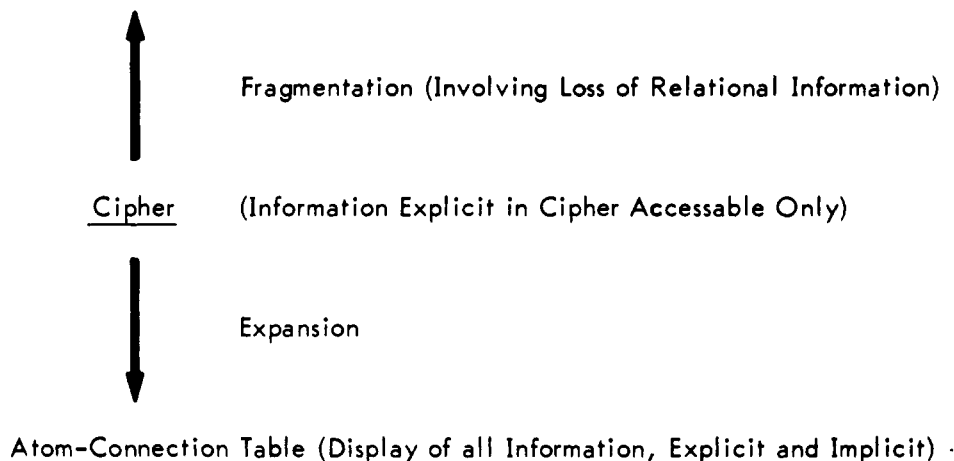 Fragmentation (Involving Loss of Relational Information)
Cipher (Information Explicit in Cipher Accessable Only)
Expansion
Atom-Connection Table (Display of all Information, Explicit and Implicit)